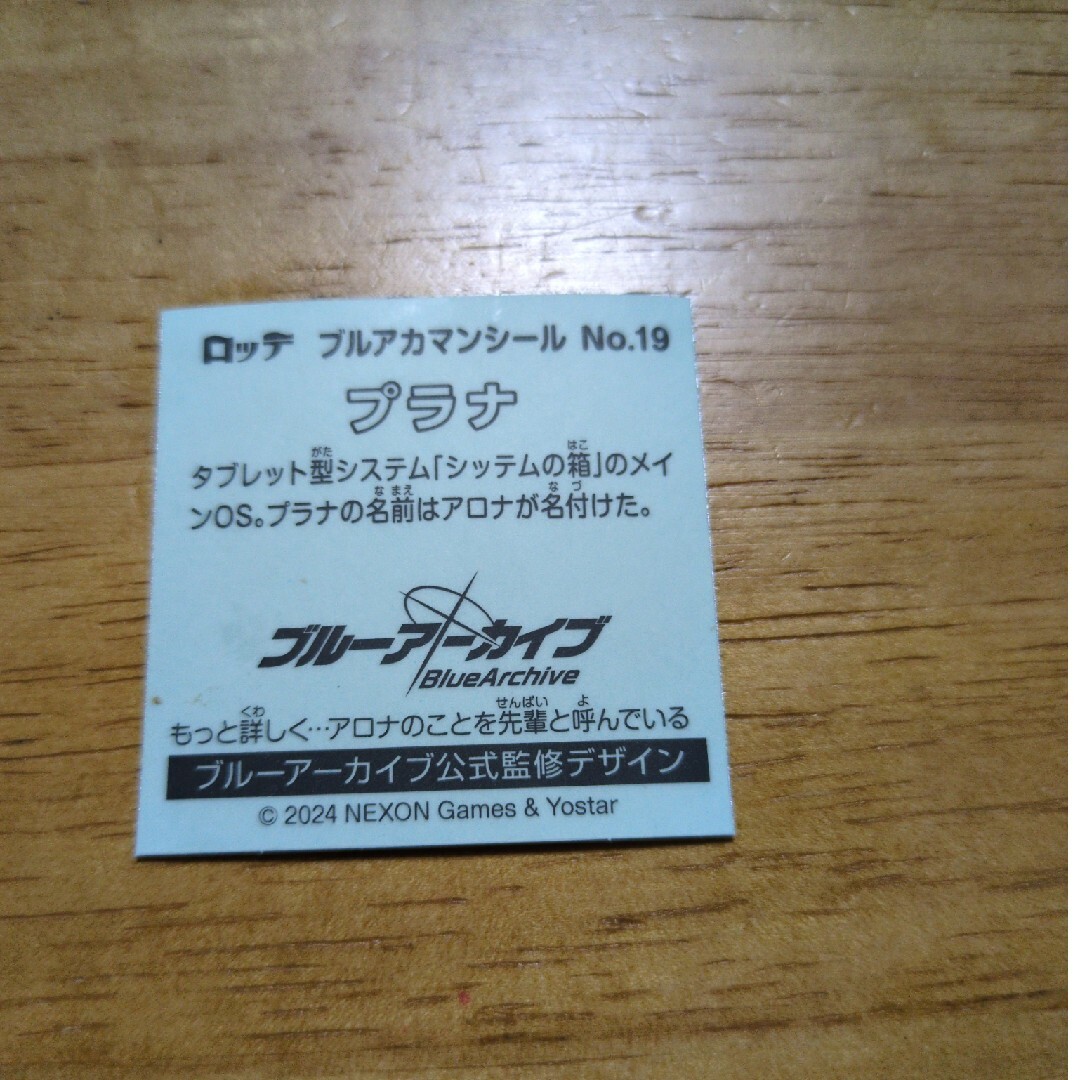 ロッテ ブルアカマンシール No.19
プラナ
タブレット型システム「シッテムの箱」のメイ
ンOS。プラナの名前はアロナが名付けた。
ブルーアーカイブ
BlueArchive
もっと詳しく…アロナのことを先輩と呼んでいる
ブルーアーカイブ公式監修デザイン
© 2024 NEXON Games & Yostar